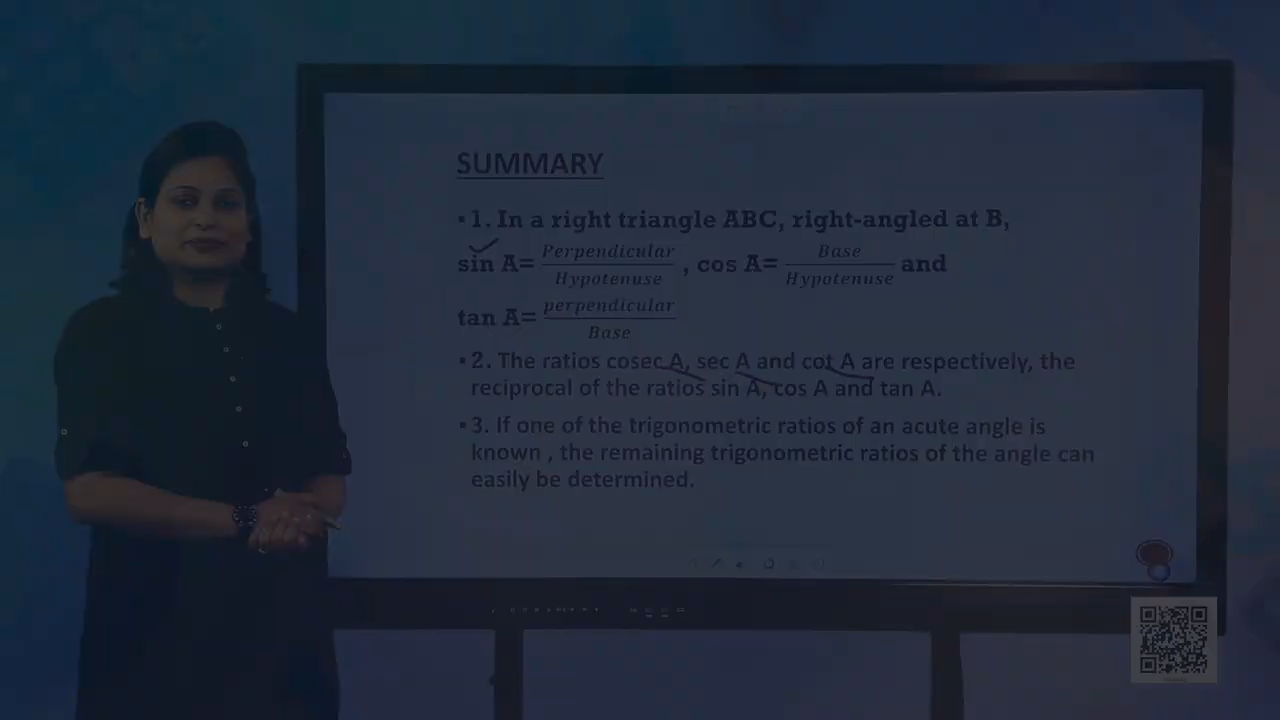 SUMMARY
▪ 1. In a right triangle ABC, right-angled at B,
sin A= Perpendicular/Hypotenuse , cos A= Base/Hypotenuse and
tan A= perpendicular/Base
▪ 2. The ratios cosec A, sec A and cot A are respectively, the
reciprocal of the ratios sin A, cos A and tan A.
▪ 3. If one of the trigonometric ratios of an acute angle is
known , the remaining trigonometric ratios of the angle can
easily be determined.